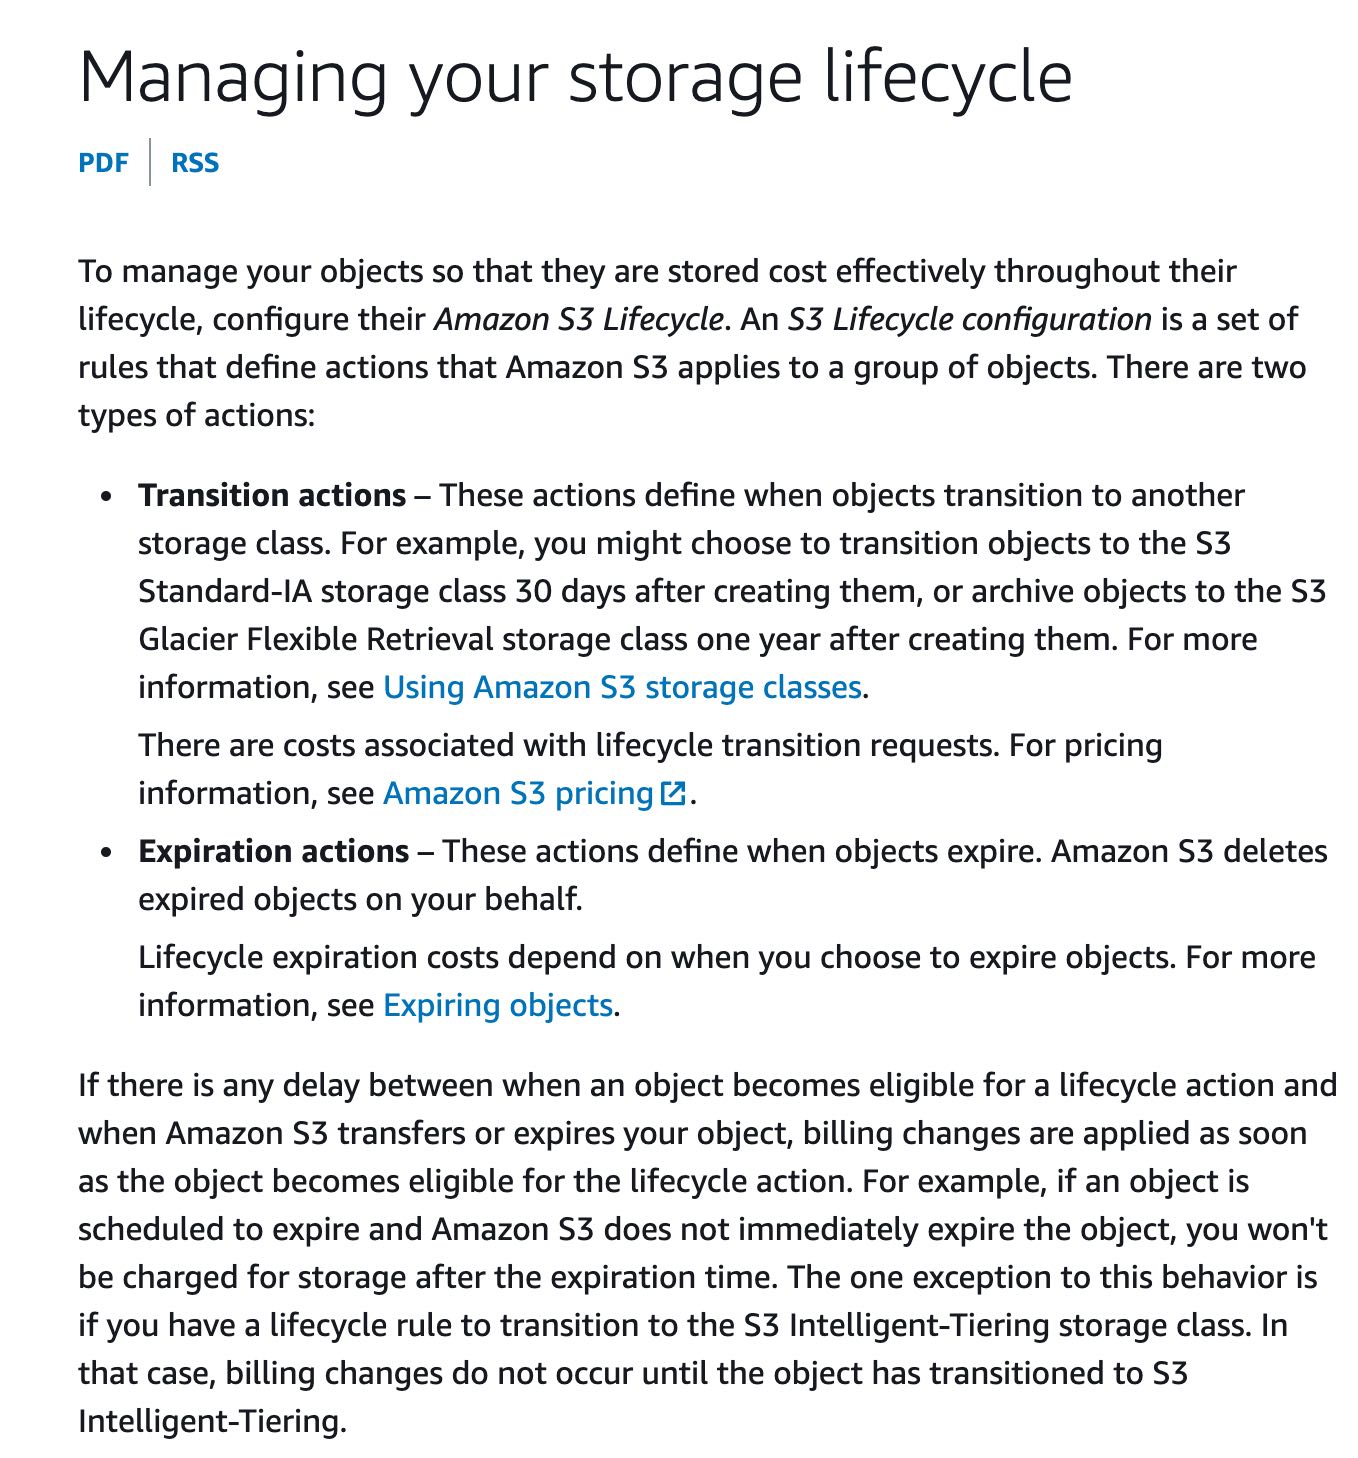 Managing your storage lifecycle
PDF | RSS
To manage your objects so that they are stored cost effectively throughout their
lifecycle, configure their Amazon S3 Lifecycle. An S3 Lifecycle configuration is a set of
rules that define actions that Amazon S3 applies to a group of objects. There are two
types of actions:
• Transition actions – These actions define when objects transition to another
storage class. For example, you might choose to transition objects to the S3
Standard-IA storage class 30 days after creating them, or archive objects to the S3
Glacier Flexible Retrieval storage class one year after creating them. For more
information, see Using Amazon S3 storage classes.
There are costs associated with lifecycle transition requests. For pricing
information, see Amazon S3 pricing.
• Expiration actions – These actions define when objects expire. Amazon S3 deletes
expired objects on your behalf.
Lifecycle expiration costs depend on when you choose to expire objects. For more
information, see Expiring objects.
If there is any delay between when an object becomes eligible for a lifecycle action and
when Amazon S3 transfers or expires your object, billing changes are applied as soon
as the object becomes eligible for the lifecycle action. For example, if an object is
scheduled to expire and Amazon S3 does not immediately expire the object, you won't
be charged for storage after the expiration time. The one exception to this behavior is
if you have a lifecycle rule to transition to the S3 Intelligent-Tiering storage class. In
that case, billing changes do not occur until the object has transitioned to S3
Intelligent-Tiering.